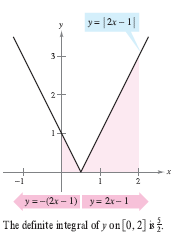 y
y = |2x − 1|
3
2
1
−1
1
2
x
y = −(2x − 1)
y = 2x − 1
The definite integral of y on [0, 2] is 5/2.